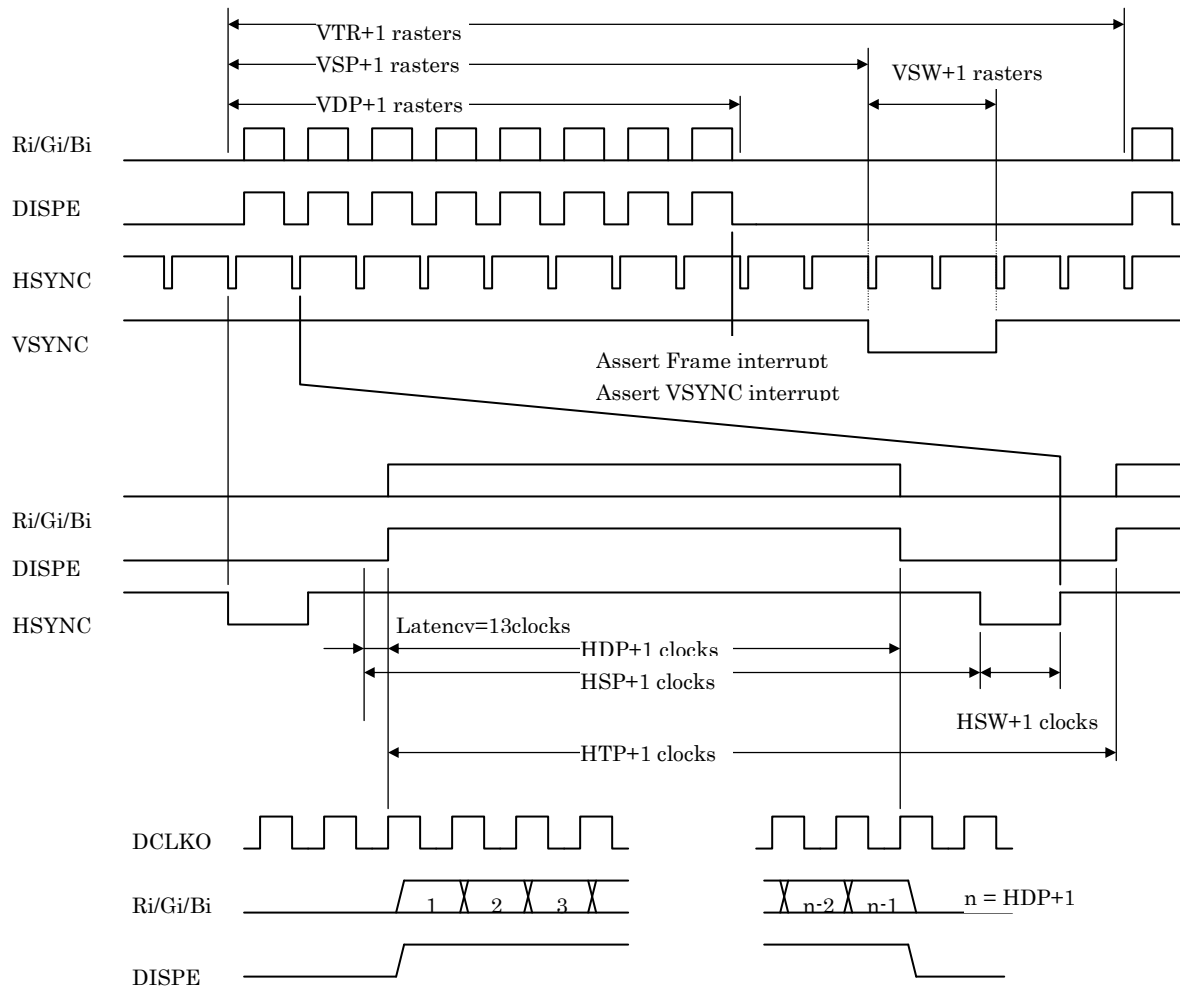 VTR+1 rasters
VSP+1 rasters
VSW+1 rasters
VDP+1 rasters
Ri/Gi/Bi
DISPE
HSYNC
VSYNC
Assert Frame interrupt
Assert VSYNC interrupt
Ri/Gi/Bi
DISPE
HSYNC
Latency=13clocks
HDP+1 clocks
HSP+1 clocks
HSW+1 clocks
HTP+1 clocks
DCLKO
Ri/Gi/Bi
1 2 3 n-2 n-1 n = HDP+1
DISPE